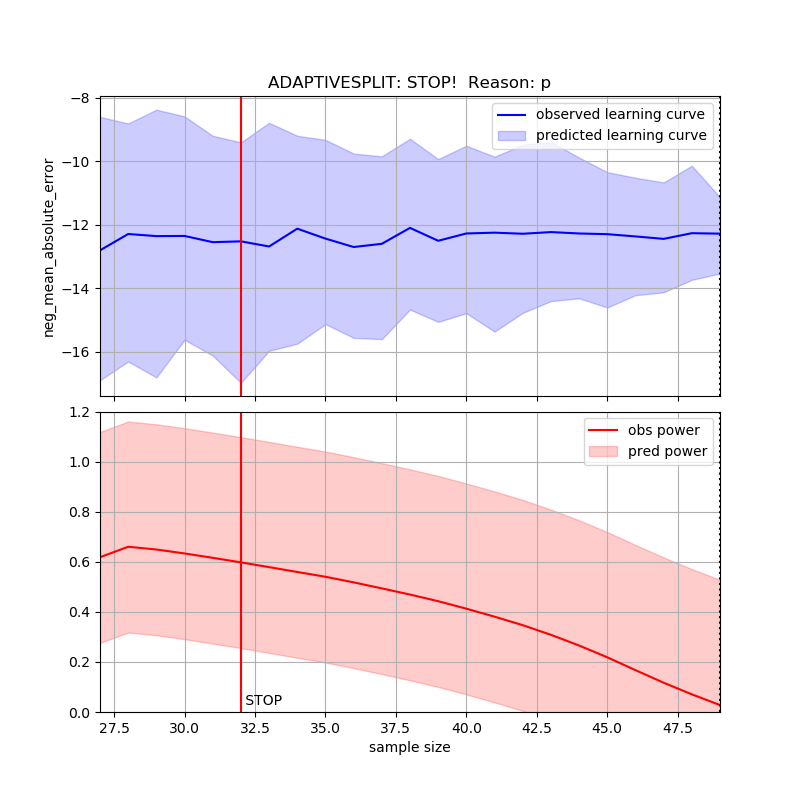 ADAPTIVESPLIT: STOP!  Reason: p
observed learning curve
predicted learning curve
neg_mean_absolute_error
−8
−10
−12
−14
−16
obs power
pred power
1.2
1.0
0.8
0.6
0.4
0.2
0.0
STOP
27.5 30.0 32.5 35.0 37.5 40.0 42.5 45.0 47.5
sample size